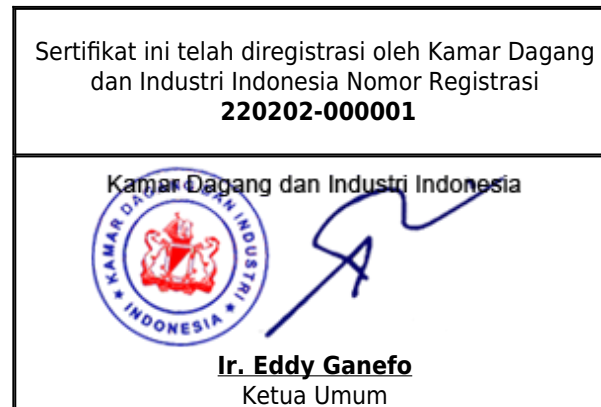 Sertifikat ini telah diregistrasi oleh Kamar Dagang
dan Industri Indonesia Nomor Registrasi
220202-000001
Kamar Dagang dan Industri Indonesia
KAMAR DAGANG DAN INDUSTRI
INDONESIA
Ir. Eddy Ganefo
Ketua Umum